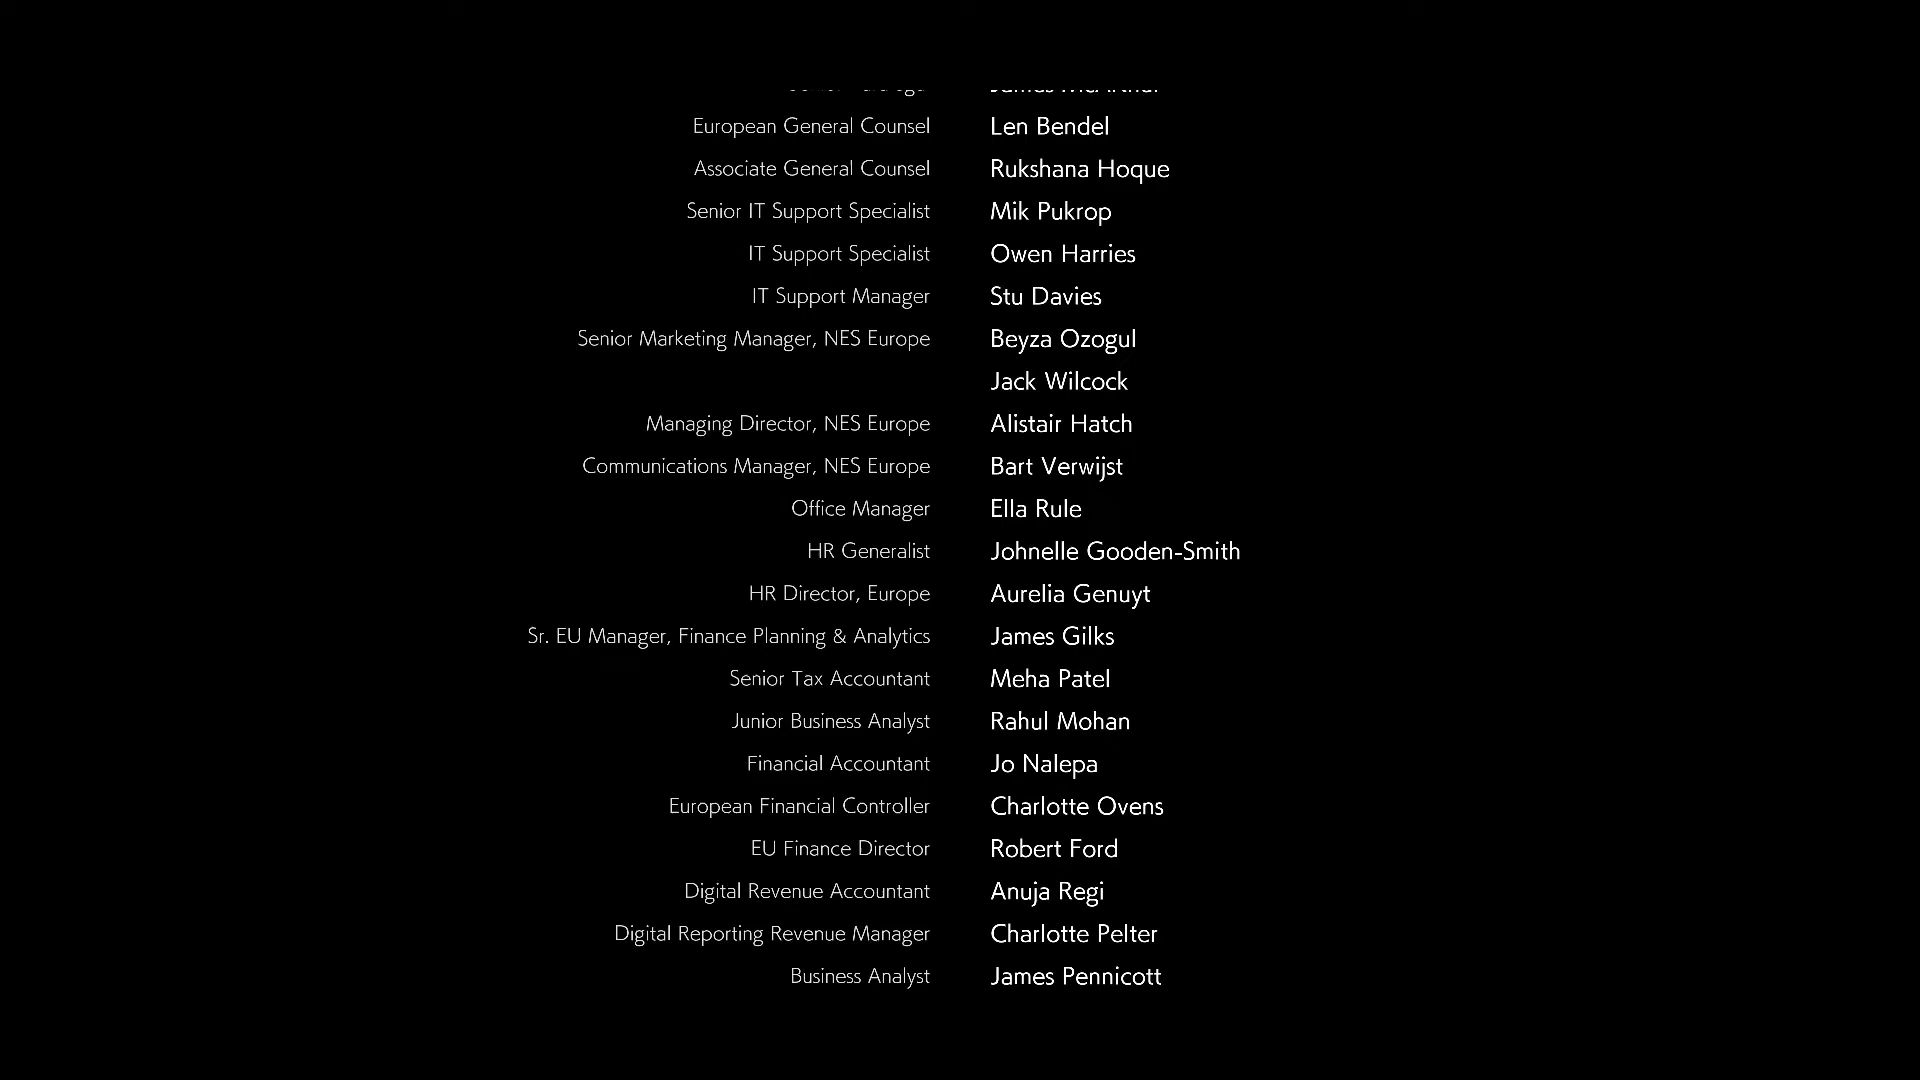 European General Counsel Len Bendel
Associate General Counsel Rukshana Hoque
Senior IT Support Specialist Mik Pukrop
IT Support Specialist Owen Harries
IT Support Manager Stu Davies
Senior Marketing Manager, NES Europe Beyza Ozogul
Jack Wilcock
Managing Director, NES Europe Alistair Hatch
Communications Manager, NES Europe Bart Verwijst
Office Manager Ella Rule
HR Generalist Johnelle Gooden-Smith
HR Director, Europe Aurelia Genuyt
Sr. EU Manager, Finance Planning & Analytics James Gilks
Senior Tax Accountant Meha Patel
Junior Business Analyst Rahul Mohan
Financial Accountant Jo Nalepa
European Financial Controller Charlotte Ovens
EU Finance Director Robert Ford
Digital Revenue Accountant Anuja Regi
Digital Reporting Revenue Manager Charlotte Pelter
Business Analyst James Pennicott